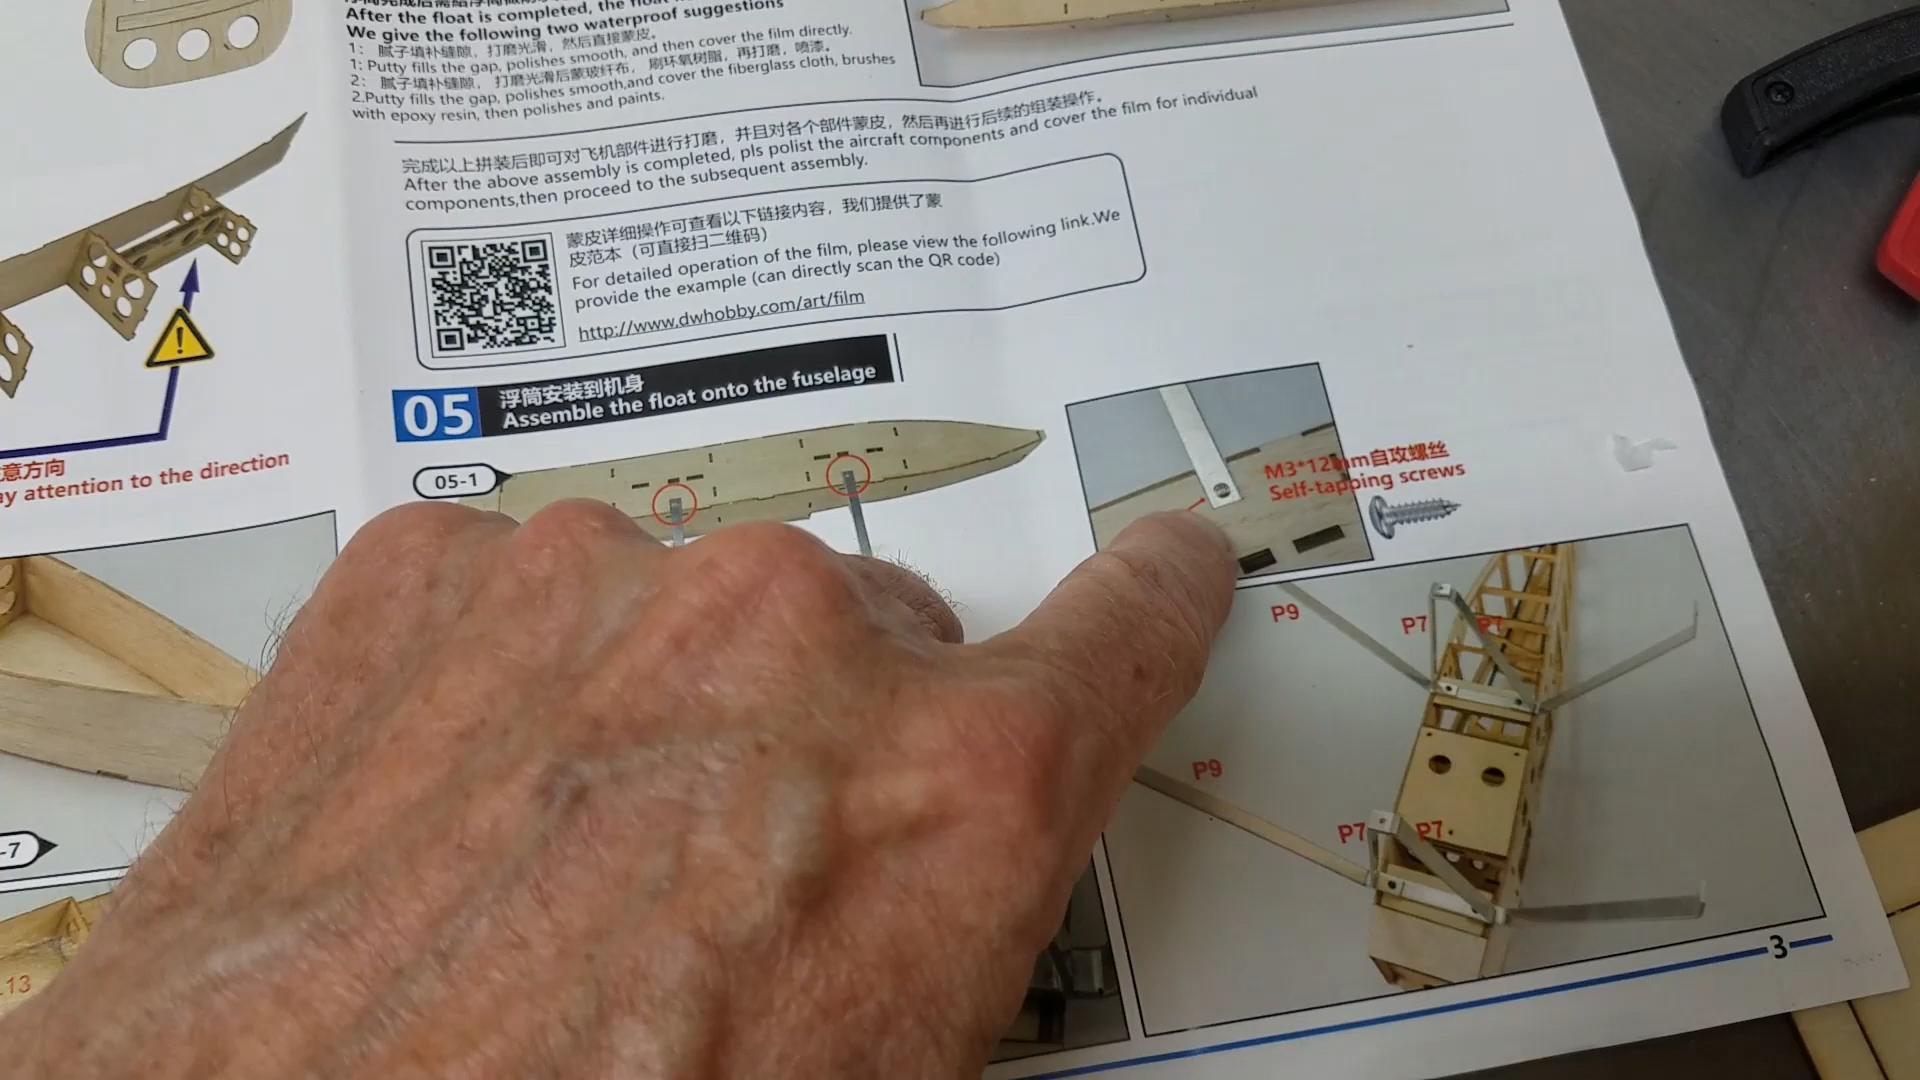 After the float is completed, the float
We give the following two waterproof suggestions
1： 腻子填补缝隙，打磨光滑，然后直接蒙皮。
1: Putty fills the gap, polishes smooth, and then cover the film directly.
2： 腻子填补缝隙， 打磨光滑后蒙玻纤布， 刷环氧树脂，再打磨，喷漆。
2.Putty fills the gap, polishes smooth,and cover the fiberglass cloth, brushes
with epoxy resin, then polishes and paints.
完成以上拼装后即可对飞机部件进行打磨，并且对各个部件蒙皮，然后再进行后续的组装操作。
After the above assembly is completed, pls polist the aircraft components and cover the film for individual
components,then proceed to the subsequent assembly.
蒙皮详细操作可查看以下链接内容，我们提供了蒙
皮范本（可直接扫二维码）
For detailed operation of the film, please view the following link.We
provide the example (can directly scan the QR code)
http://www.dwhobby.com/art/film
意方向
ay attention to the direction
05
浮筒安装到机身
Assemble the float onto the fuselage
05-1
M3*12mm自攻螺丝
Self-tapping screws
P9
P7
P7
P9
P7
P7
-7
13
3